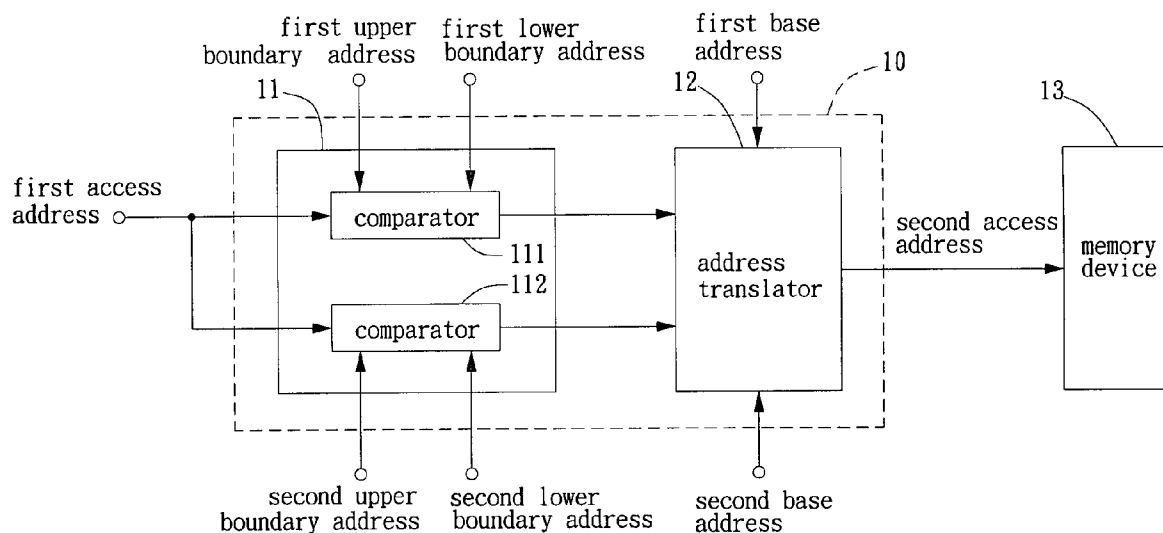 first upper
boundary address
first lower
boundary address
first base
address
11
12
10
13
first access
address
comparator
111
112
comparator
address
translator
second access
address
memory
device
second upper
boundary address
second lower
boundary address
second base
address